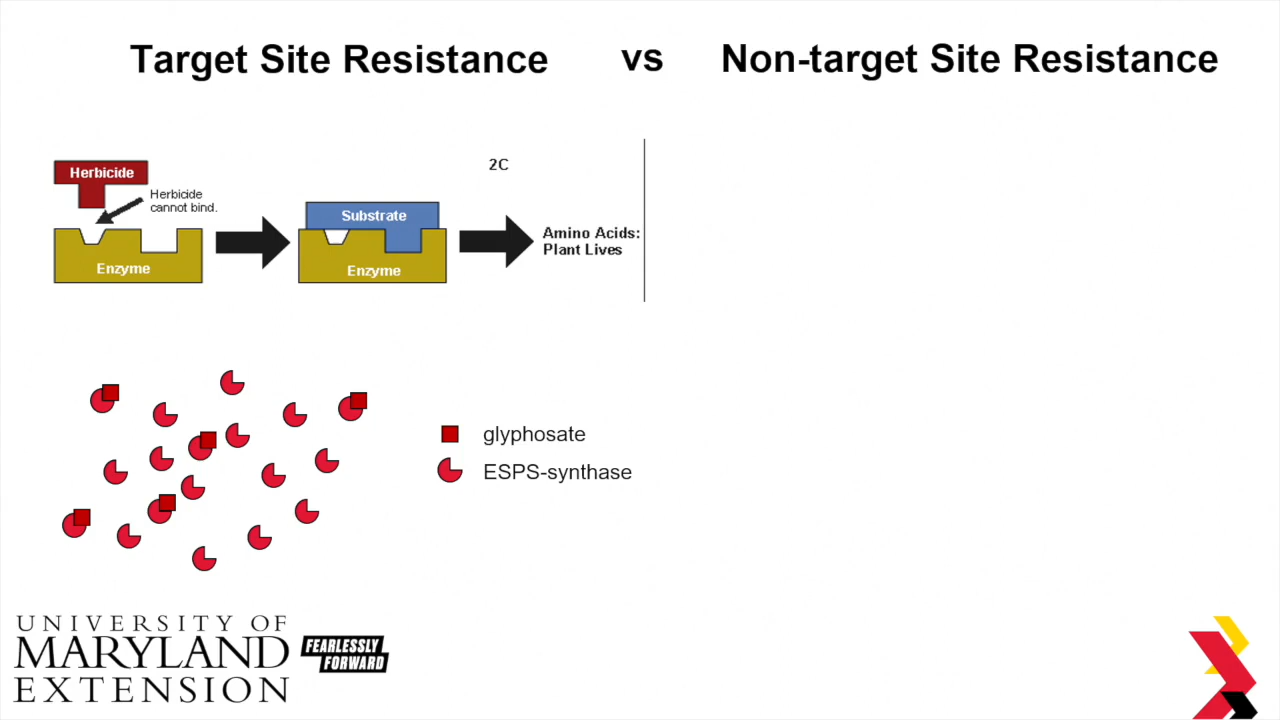 Target Site Resistance vs Non-target Site Resistance
2C
Herbicide
Herbicide
cannot bind.
Enzyme
Substrate
Enzyme
Amino Acids:
Plant Lives
glyphosate
ESPS-synthase
UNIVERSITY OF
MARYLAND
EXTENSION
FEARLESSLY
FORWARD